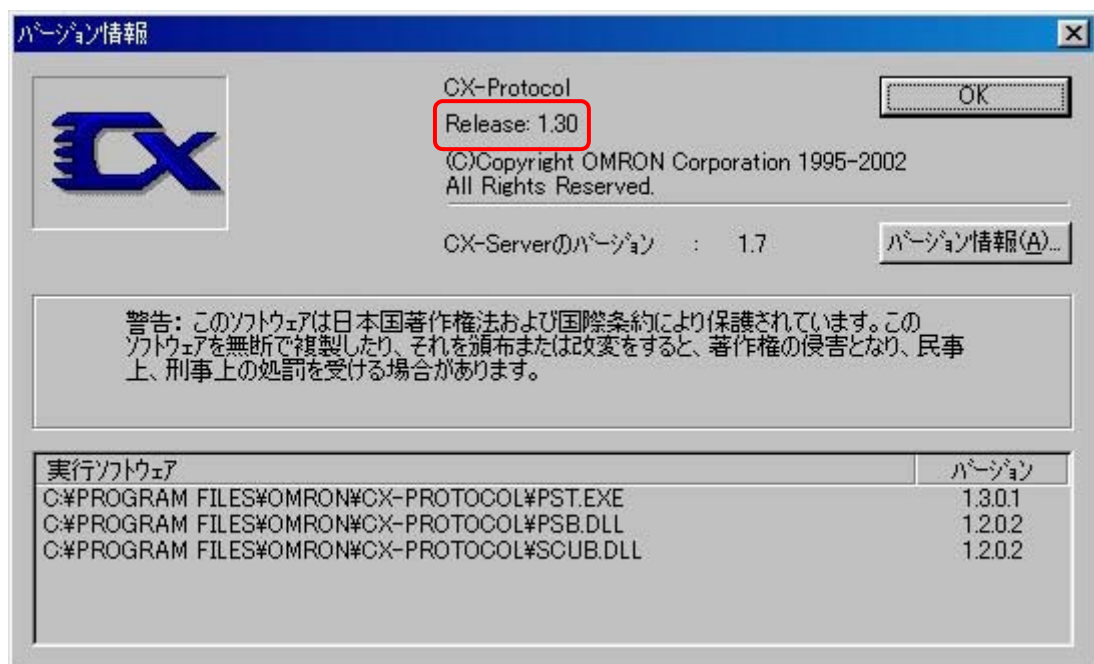 バージョン情報
CX
CX-Protocol
OK
Release: 1.30
(C)Copyright OMRON Corporation 1995-2002
All Rights Reserved.
CX-Serverのバージョン : 1.7
バージョン情報(A)...
警告: このソフトウェアは日本国著作権法および国際条約により保護されています。この
ソフトウェアを無断で複製したり、それを頒布または改変をすると、著作権の侵害となり、民事
上、刑事上の処罰を受ける場合があります。
実行ソフトウェア バージョン
C:¥PROGRAM FILES¥OMRON¥CX-PROTOCOL¥PST.EXE 1.3.0.1
C:¥PROGRAM FILES¥OMRON¥CX-PROTOCOL¥PSB.DLL 1.2.0.2
C:¥PROGRAM FILES¥OMRON¥CX-PROTOCOL¥SCUB.DLL 1.2.0.2